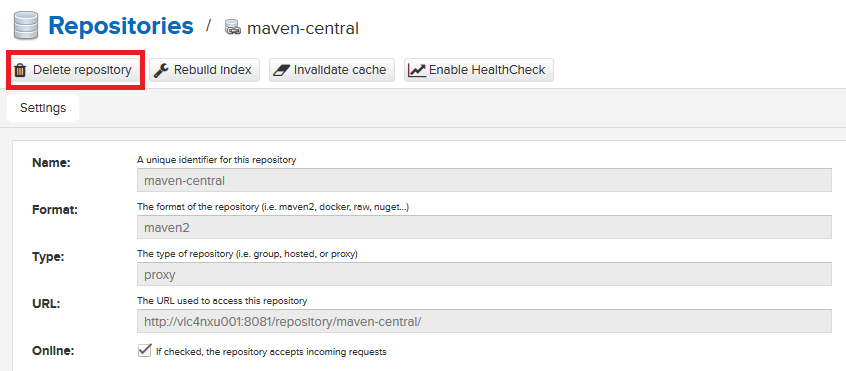 Repositories / maven-central
Delete repository Rebuild index Invalidate cache Enable HealthCheck
Settings
Name: A unique identifier for this repository
maven-central
Format: The format of the repository (i.e. maven2, docker, raw, nuget...)
maven2
Type: The type of repository (i.e. group, hosted, or proxy)
proxy
URL: The URL used to access this repository
http://vlc4nxu001:8081/repository/maven-central/
Online: If checked, the repository accepts incoming requests